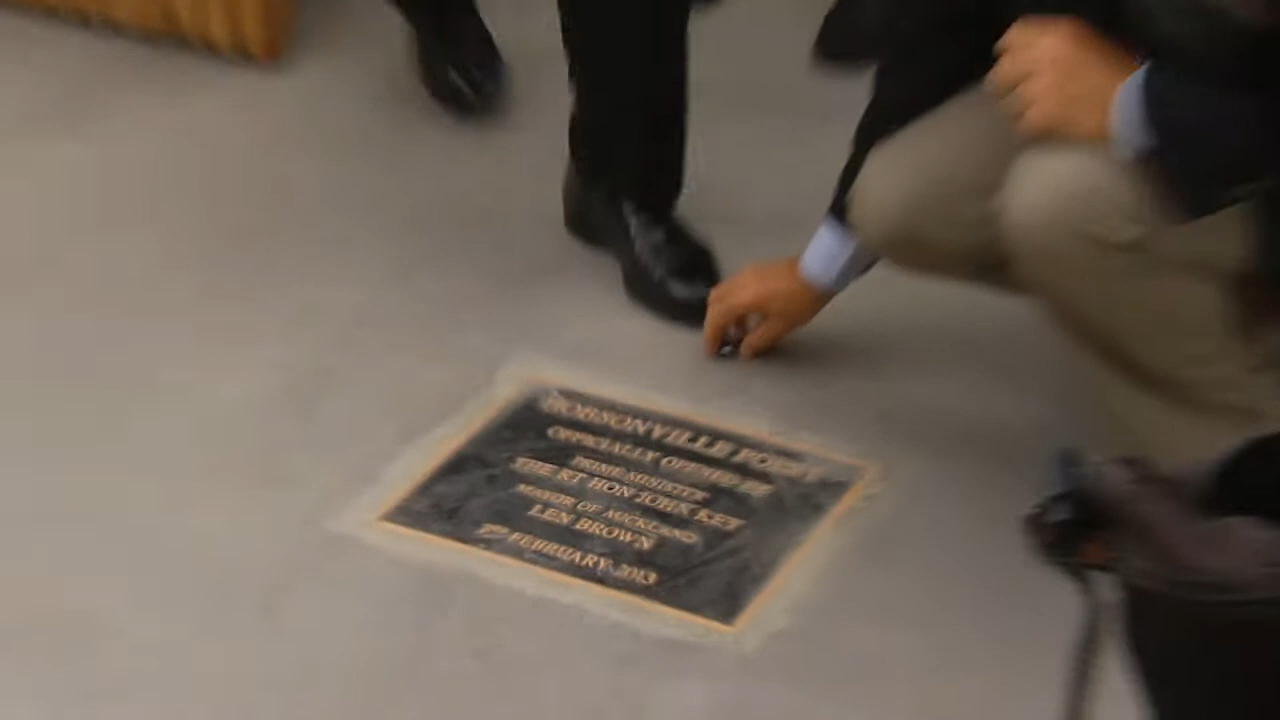 HOBSONVILLE POINT
OFFICIALLY OPENED BY
PRIME MINISTER
THE RT HON JOHN KEY
MAYOR OF AUCKLAND
LEN BROWN
FEBRUARY 2013